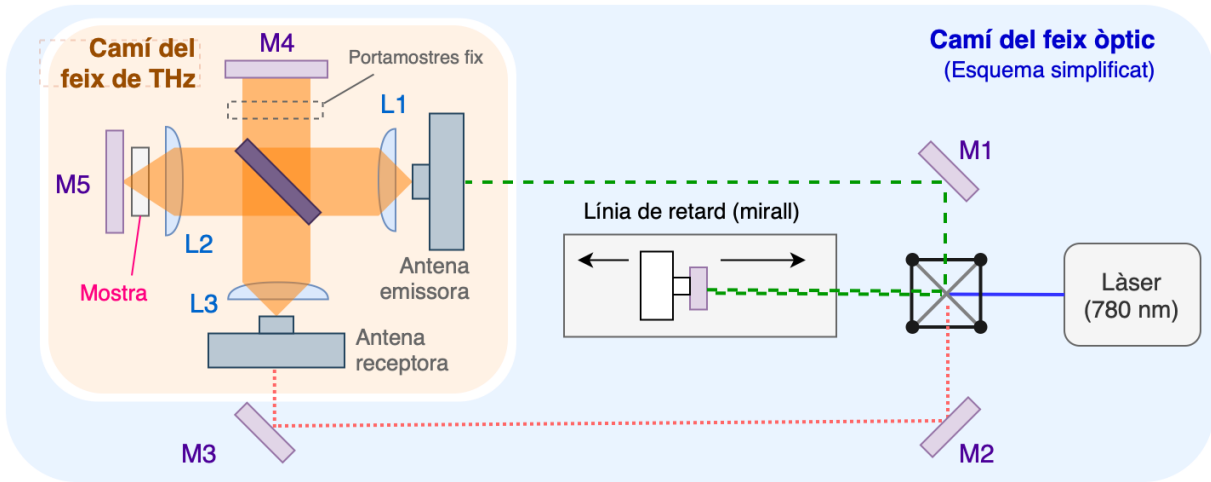 Camí del
feix de THz
M4
Portamostres fix
L1
M5
L2
Mostra
L3
Antena
emissora
Antena
receptora
M3
Camí del feix òptic
(Esquema simplificat)
M1
Línia de retard (mirall)
Làser
(780 nm)
M2